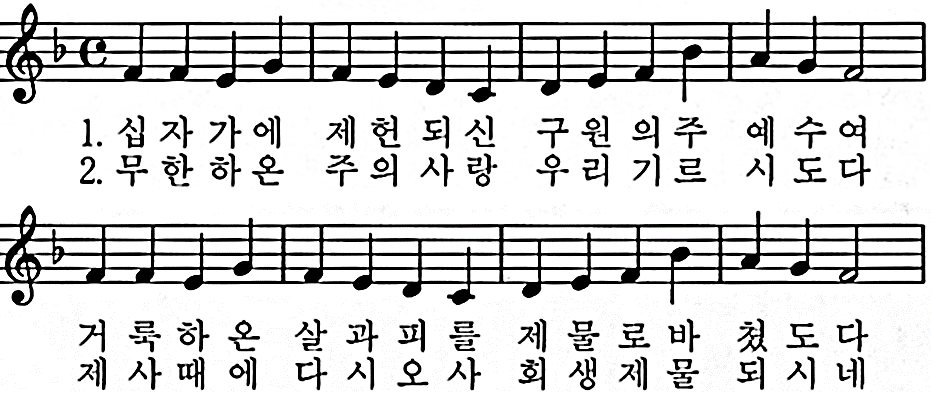 1. 십자가에 제헌되신 구원의주 예수여
2. 무한하온 주의사랑 우리기르 시도다
거룩하온 살과피를 제물로바 쳤도다
제사때에 다시오사 희생제물 되시네